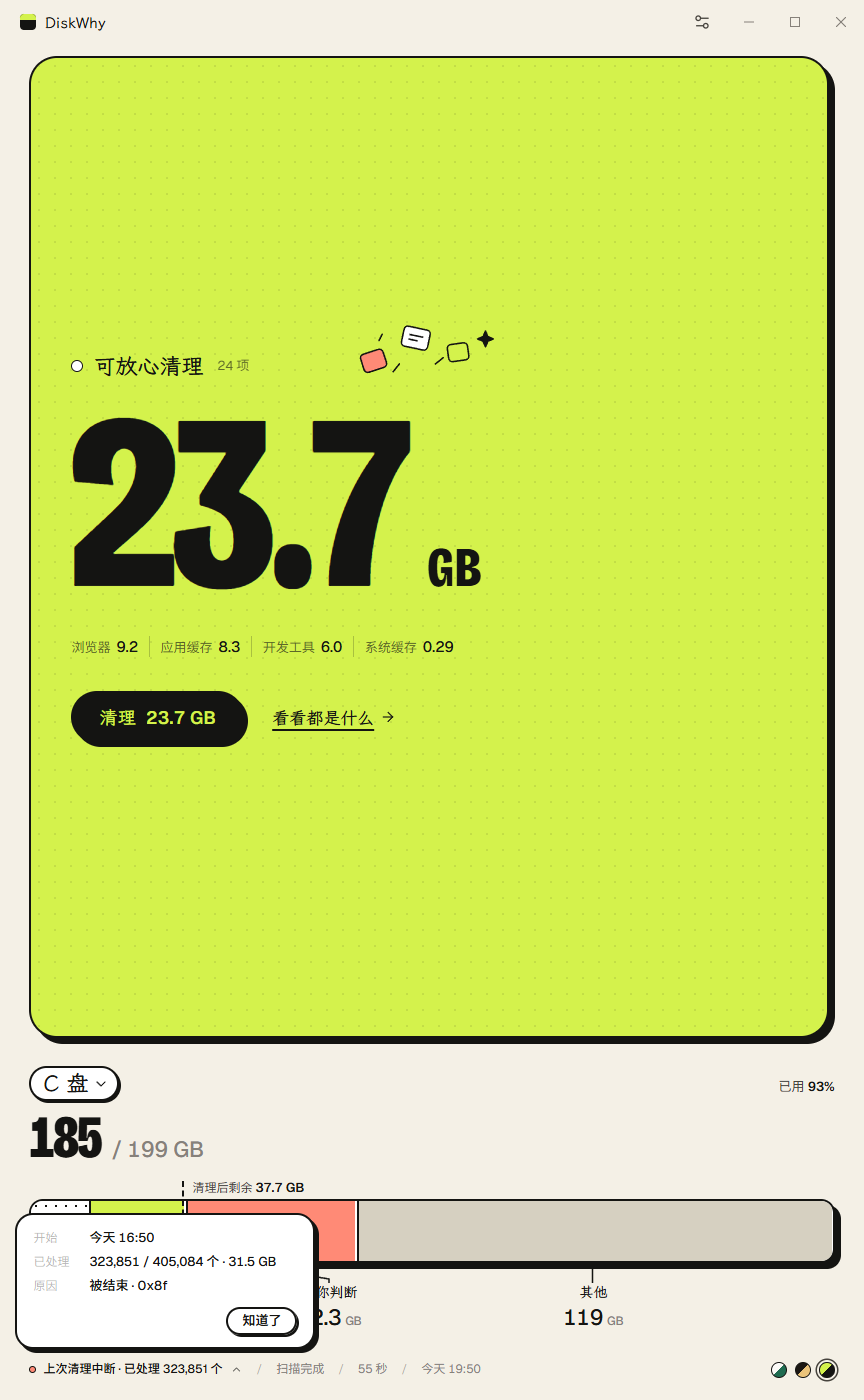 DiskWhy
可放心清理 24 项
23.7 GB
浏览器 9.2 应用缓存 8.3 开发工具 6.0 系统缓存 0.29
清理 23.7 GB
看看都是什么
C 盘
已用 93%
185 / 199 GB
清理后剩余 37.7 GB
开始 今天 16:50
已处理 323,851 / 405,084 个 · 31.5 GB
原因 被结束 · 0x8f
知道了
你判断
2.3 GB
其他
119 GB
上次清理中断 · 已处理 323,851 个 / 扫描完成 / 55 秒 / 今天 19:50